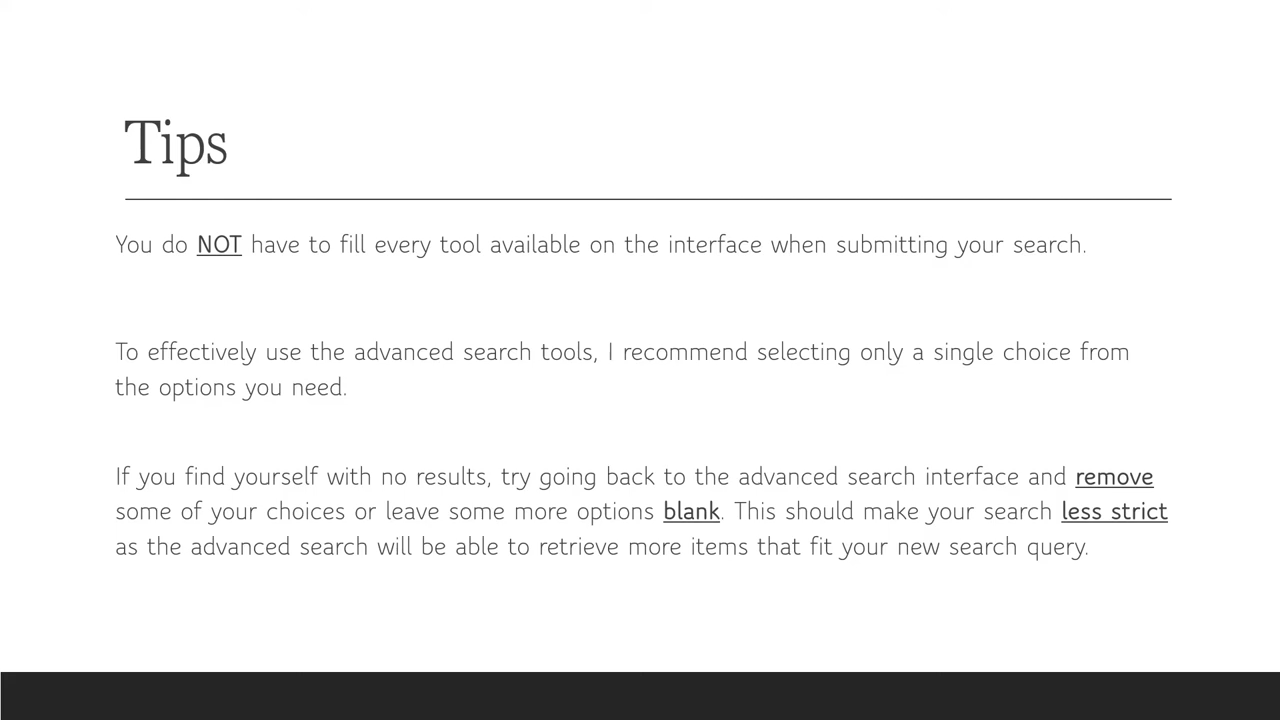 Tips
You do NOT have to fill every tool available on the interface when submitting your search.
To effectively use the advanced search tools, I recommend selecting only a single choice from
the options you need.
If you find yourself with no results, try going back to the advanced search interface and remove
some of your choices or leave some more options blank. This should make your search less strict
as the advanced search will be able to retrieve more items that fit your new search query.